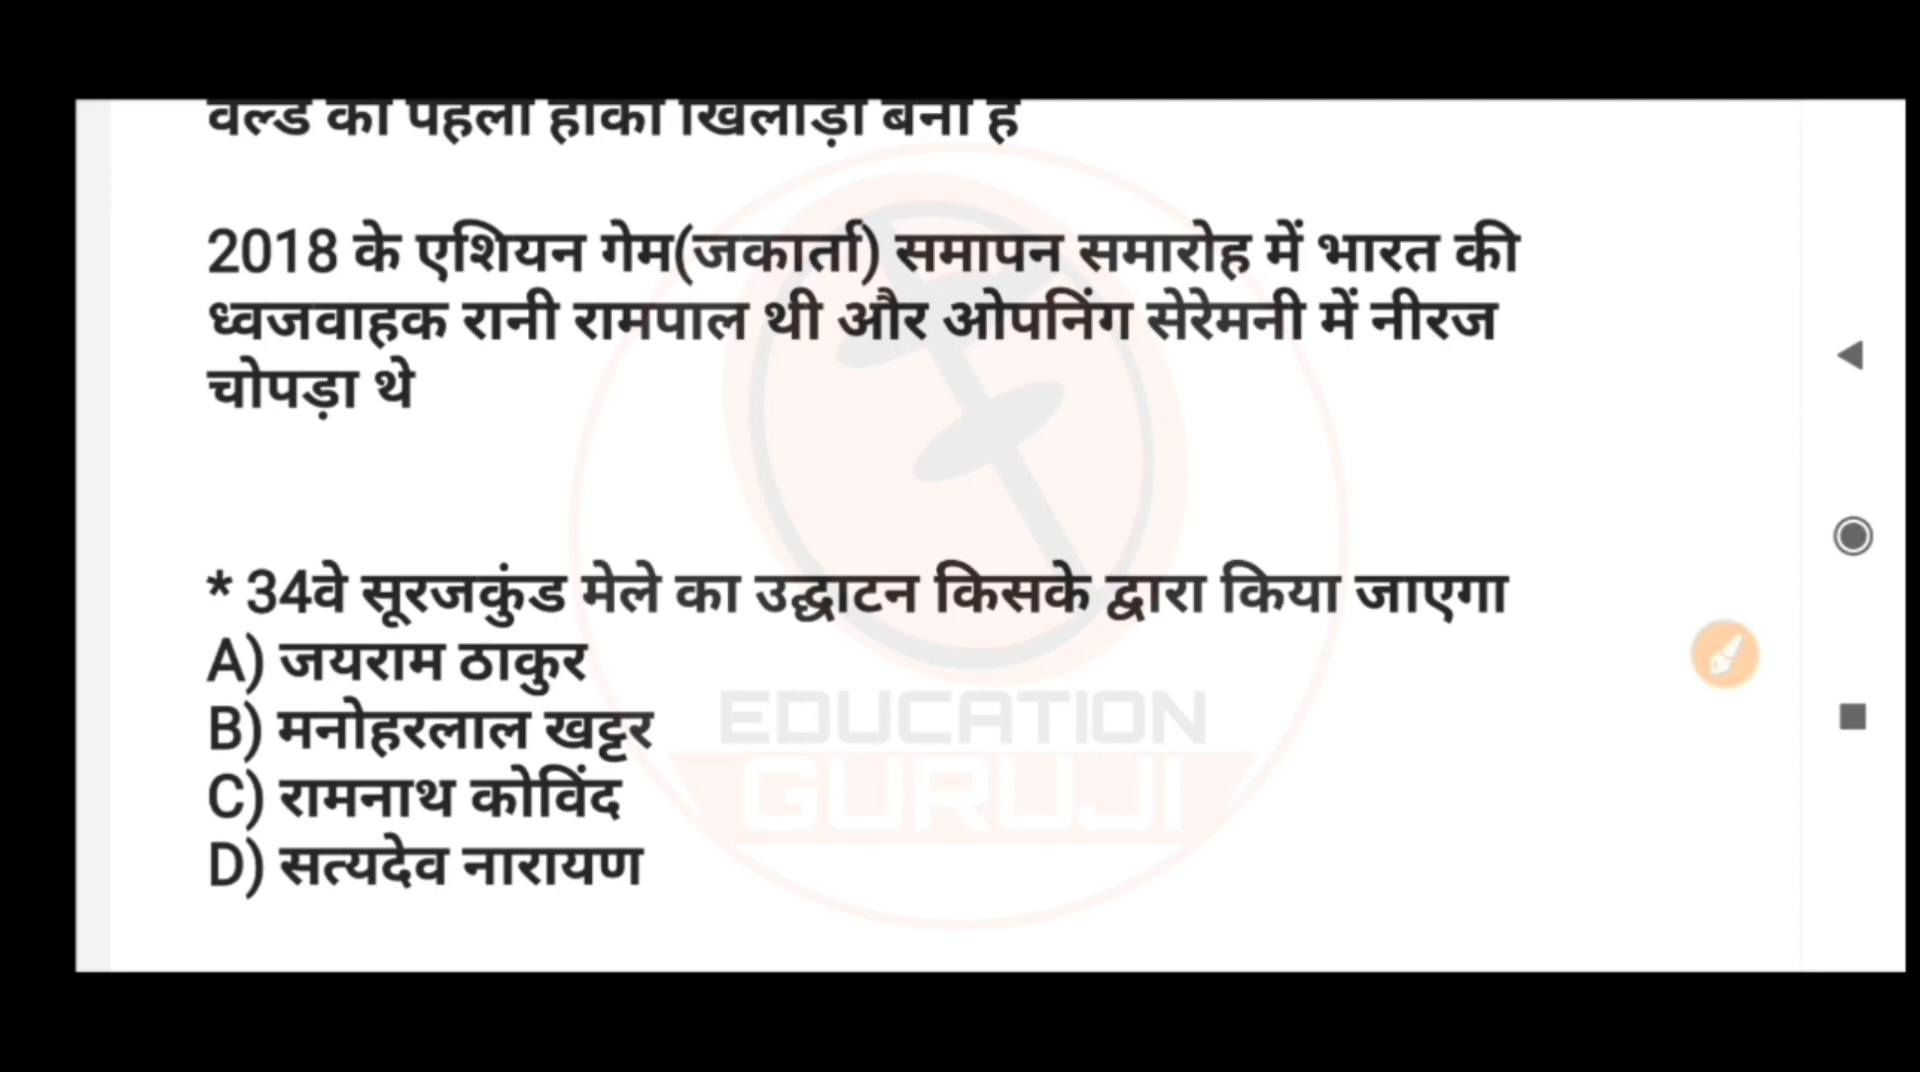 वर्ल्ड की पहली हॉकी खिलाड़ी बनी है
2018 के एशियन गेम(जकार्ता) समापन समारोह में भारत की
ध्वजवाहक रानी रामपाल थी और ओपनिंग सेरेमनी में नीरज
चोपड़ा थे
* 34वे सूरजकुंड मेले का उद्घाटन किसके द्वारा किया जाएगा
A) जयराम ठाकुर
B) मनोहरलाल खट्टर
C) रामनाथ कोविंद
D) सत्यदेव नारायण
EDUCATION
GURUJI